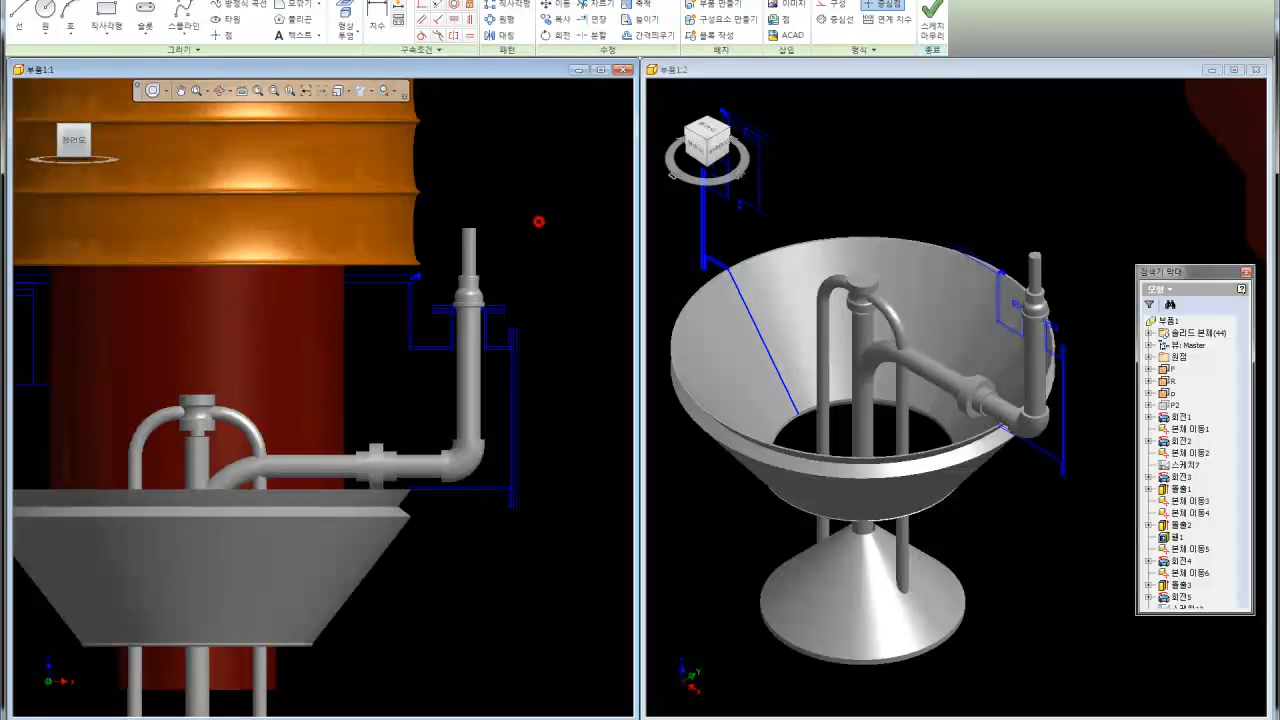 선 원 호 직사각형 슬롯 스플라인
방정식 곡선
타원
점
모깎기
폴리곤
텍스트
형상 투영
치수
직사각형
원형
대칭
이동 자르기 축척
복사 연장 늘이기
회전 분할 간격띄우기
부품 만들기
구성요소 만들기
블록 작성
이미지
점
ACAD
구성 중심점
중심선 연계 치수
스케치 마무리
그리기 구속조건 패턴 수정 배치 삽입 형식 종료
부품1:1
부품1:2
정면도
검색기 막대
모형
부품1
솔리드 본체(44)
뷰: Master
원점
F
R
p
P2
회전1
본체 이동1
회전2
본체 이동2
스케치7
회전3
돌출1
본체 이동3
본체 이동4
돌출2
쉘1
본체 이동5
회전4
본체 이동6
돌출3
회전5